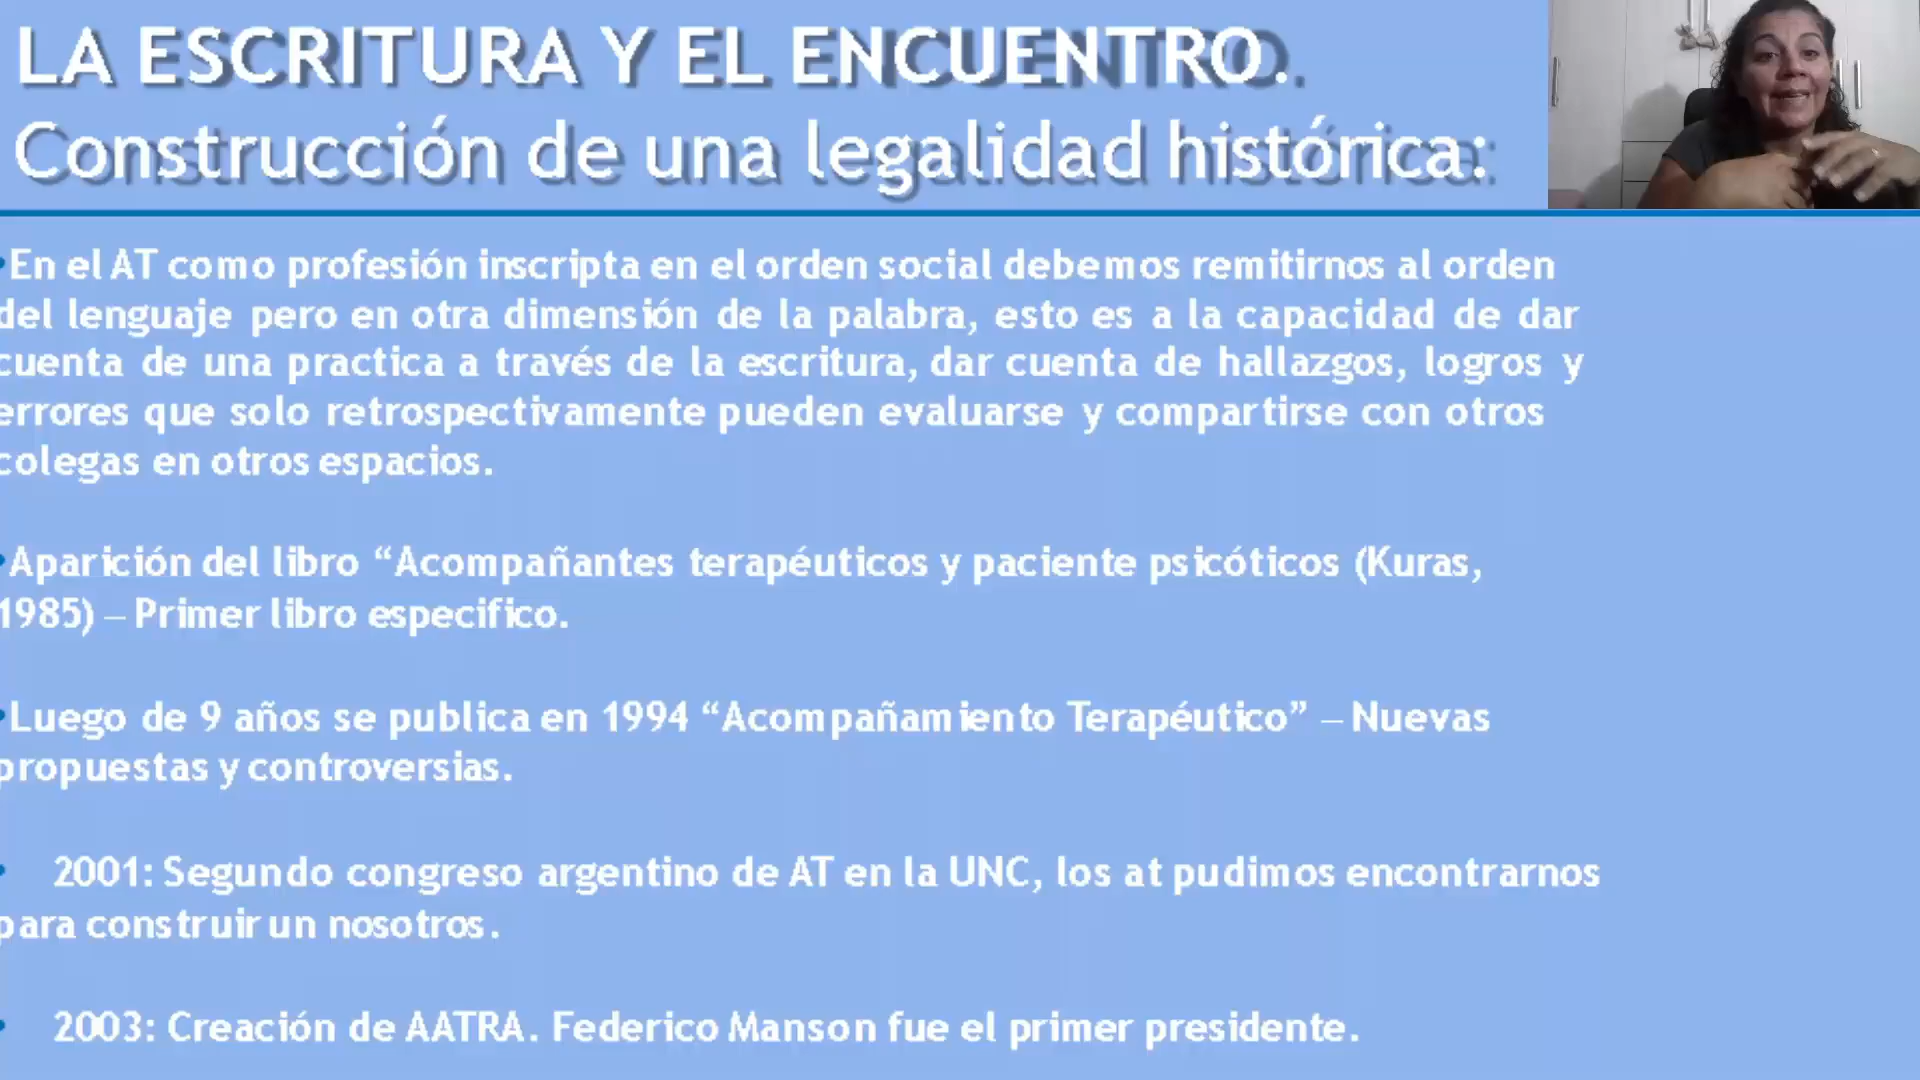 LA ESCRITURA Y EL ENCUENTRO.
Construcción de una legalidad histórica:
•En el AT como profesión inscripta en el orden social debemos remitirnos al orden
del lenguaje pero en otra dimensión de la palabra, esto es a la capacidad de dar
cuenta de una practica a través de la escritura, dar cuenta de hallazgos, logros y
errores que solo retrospectivamente pueden evaluarse y compartirse con otros
colegas en otros espacios.
•Aparición del libro “Acompañantes terapéuticos y paciente psicóticos (Kuras,
1985) – Primer libro especifico.
•Luego de 9 años se publica en 1994 “Acompañamiento Terapéutico” – Nuevas
propuestas y controversias.
• 2001: Segundo congreso argentino de AT en la UNC, los at pudimos encontrarnos
para construir un nosotros.
• 2003: Creación de AATRA. Federico Manson fue el primer presidente.